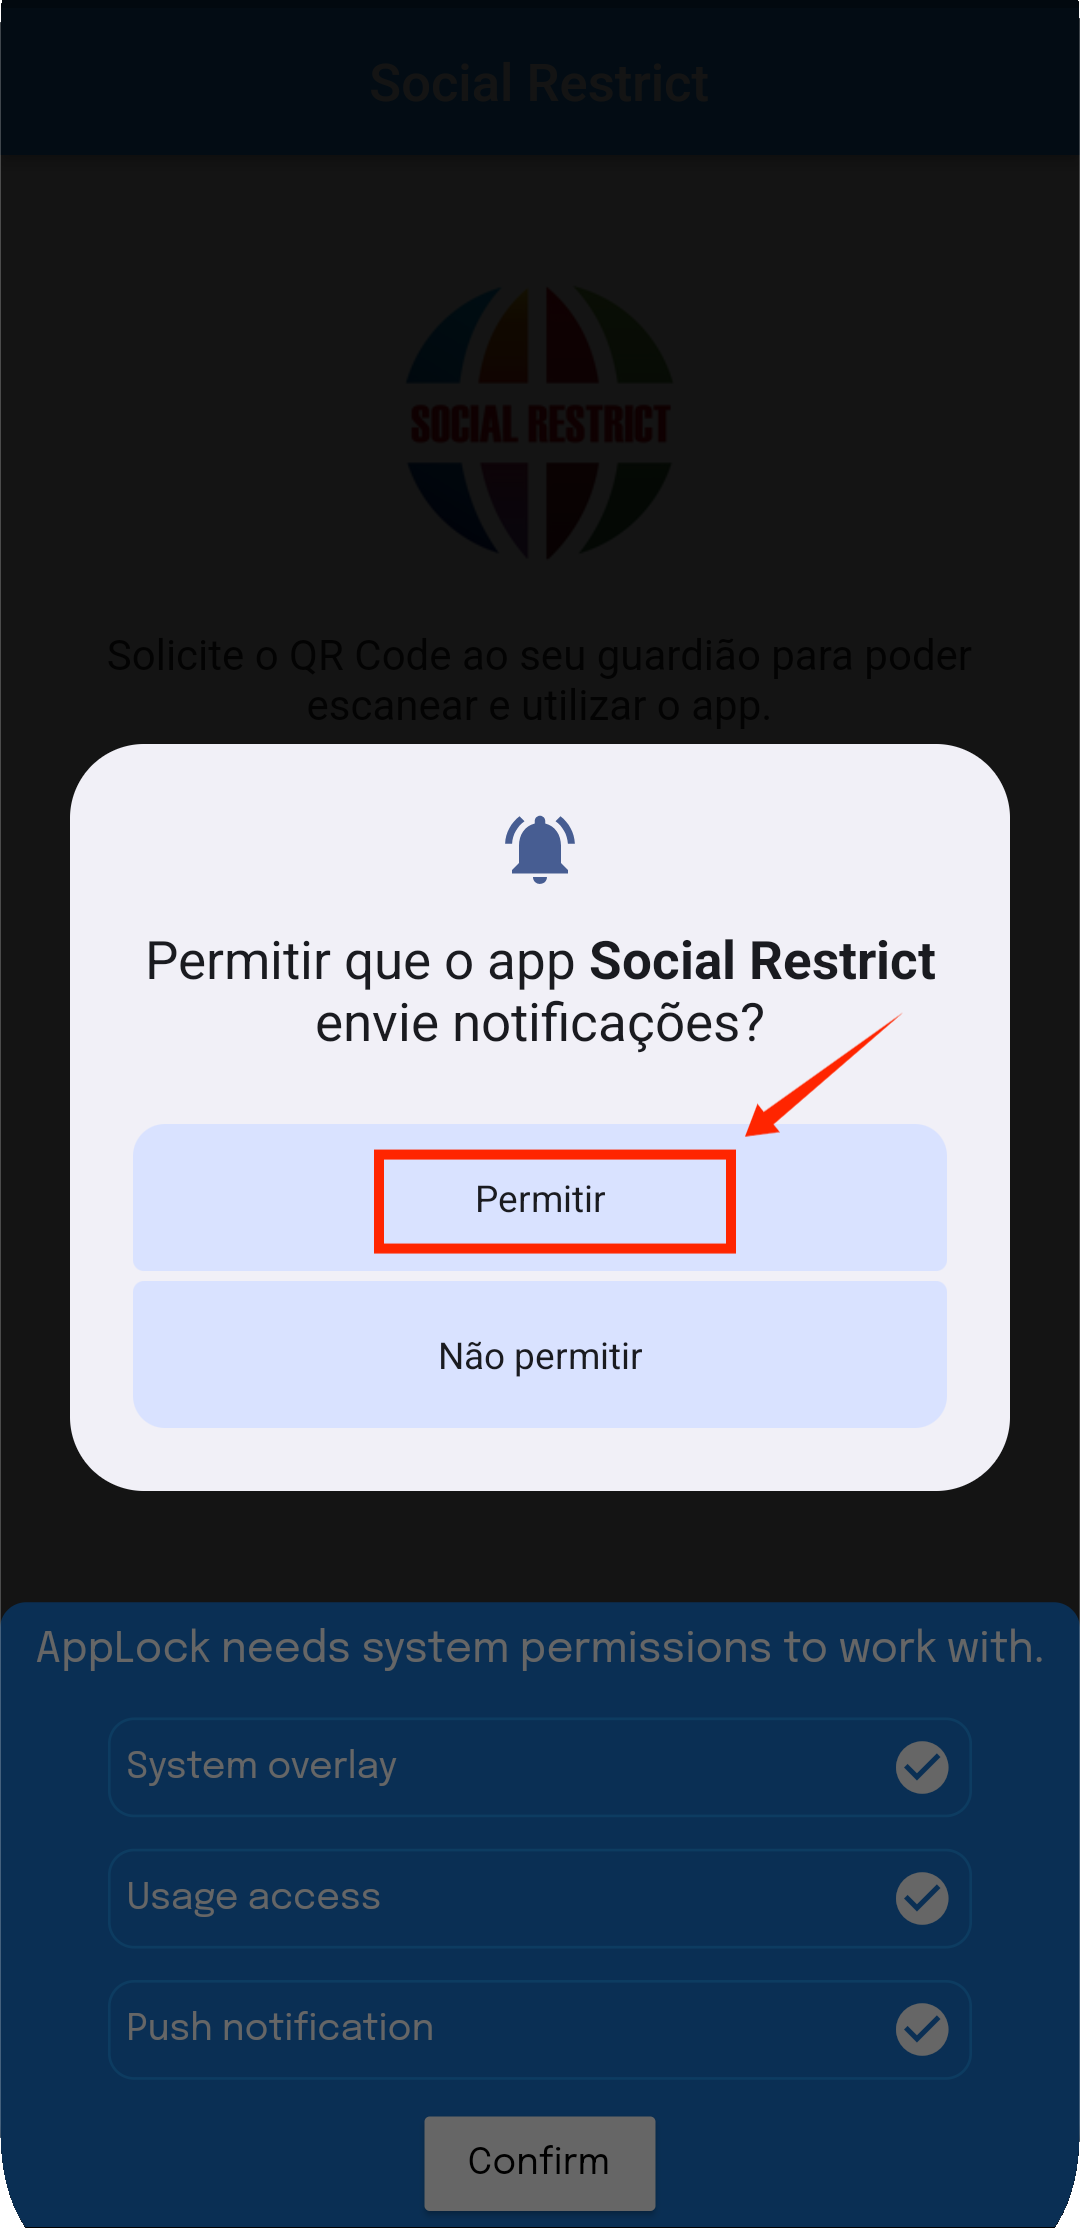 Social Restrict
SOCIAL RESTRICT
Solicite o QR Code ao seu guardião para poder
escanear e utilizar o app.
Permitir que o app Social Restrict
envie notificações?
Permitir
Não permitir
AppLock needs system permissions to work with.
System overlay
Usage access
Push notification
Confirm